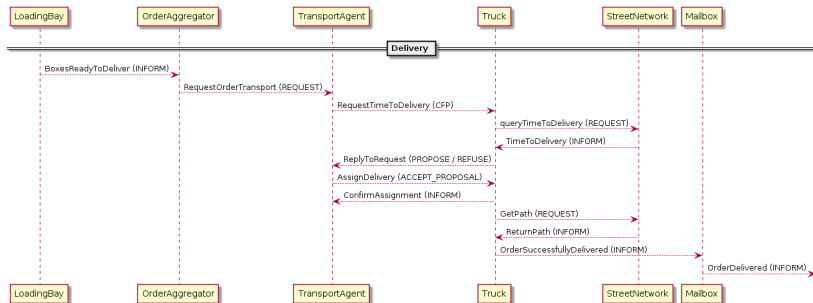 LoadingBay OrderAggregator TransportAgent Truck StreetNetwork Mailbox
Delivery
BoxesReadyToDeliver (INFORM)
RequestOrderTransport (REQUEST)
RequestTimeToDelivery (CFP)
queryTimeToDelivery (REQUEST)
TimeToDelivery (INFORM)
ReplyToRequest (PROPOSE / REFUSE)
AssignDelivery (ACCEPT_PROPOSAL)
ConfirmAssignment (INFORM)
GetPath (REQUEST)
ReturnPath (INFORM)
OrderSuccessfullyDelivered (INFORM)
OrderDelivered (INFORM)
LoadingBay OrderAggregator TransportAgent Truck StreetNetwork Mailbox